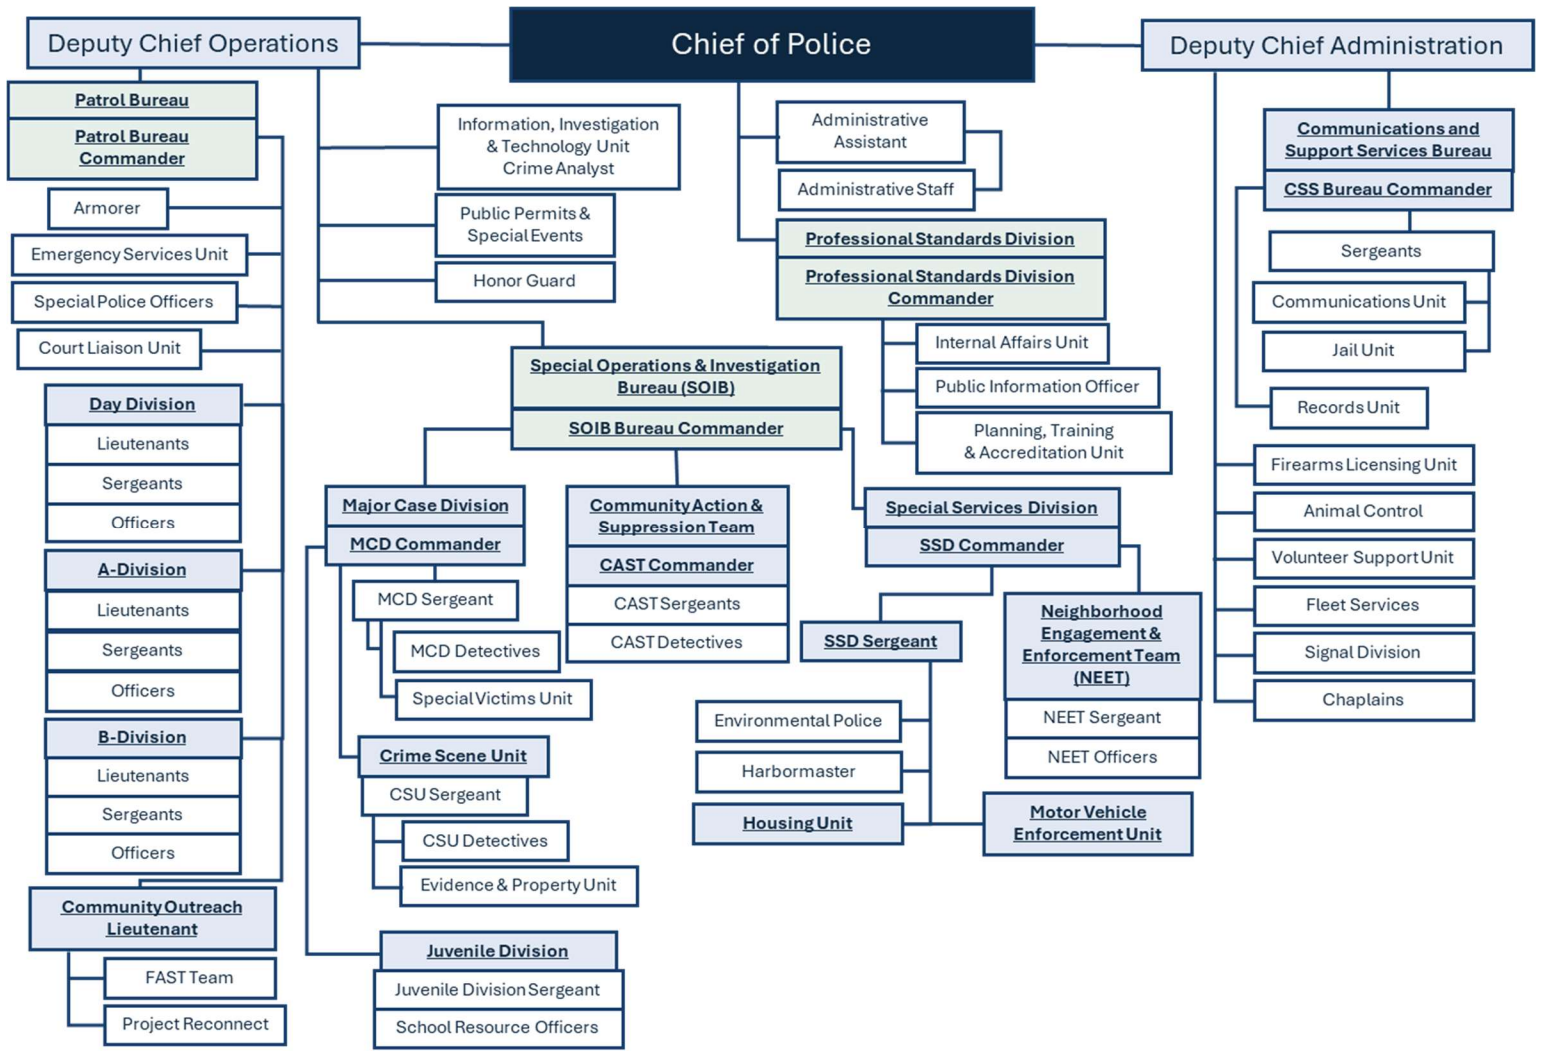 Deputy Chief Operations
Chief of Police
Deputy Chief Administration
Patrol Bureau
Patrol Bureau
Commander
Armorer
Emergency Services Unit
Special Police Officers
Court Liaison Unit
Day Division
Lieutenants
Sergeants
Officers
A-Division
Lieutenants
Sergeants
Officers
B-Division
Lieutenants
Sergeants
Officers
Community Outreach
Lieutenant
FAST Team
Project Reconnect
Information, Investigation
& Technology Unit
Crime Analyst
Public Permits &
Special Events
Honor Guard
Special Operations & Investigation
Bureau (SOIB)
SOIB Bureau Commander
Major Case Division
MCD Commander
MCD Sergeant
MCD Detectives
Special Victims Unit
Crime Scene Unit
CSU Sergeant
CSU Detectives
Evidence & Property Unit
Juvenile Division
Juvenile Division Sergeant
School Resource Officers
Community Action &
Suppression Team
CAST Commander
CAST Sergeants
CAST Detectives
Special Services Division
SSD Commander
SSD Sergeant
Environmental Police
Harbormaster
Housing Unit
Motor Vehicle
Enforcement Unit
Neighborhood
Engagement &
Enforcement Team
(NEET)
NEET Sergeant
NEET Officers
Administrative
Assistant
Administrative Staff
Professional Standards Division
Professional Standards Division
Commander
Internal Affairs Unit
Public Information Officer
Planning, Training
& Accreditation Unit
Communications and
Support Services Bureau
CSS Bureau Commander
Sergeants
Communications Unit
Jail Unit
Records Unit
Firearms Licensing Unit
Animal Control
Volunteer Support Unit
Fleet Services
Signal Division
Chaplains